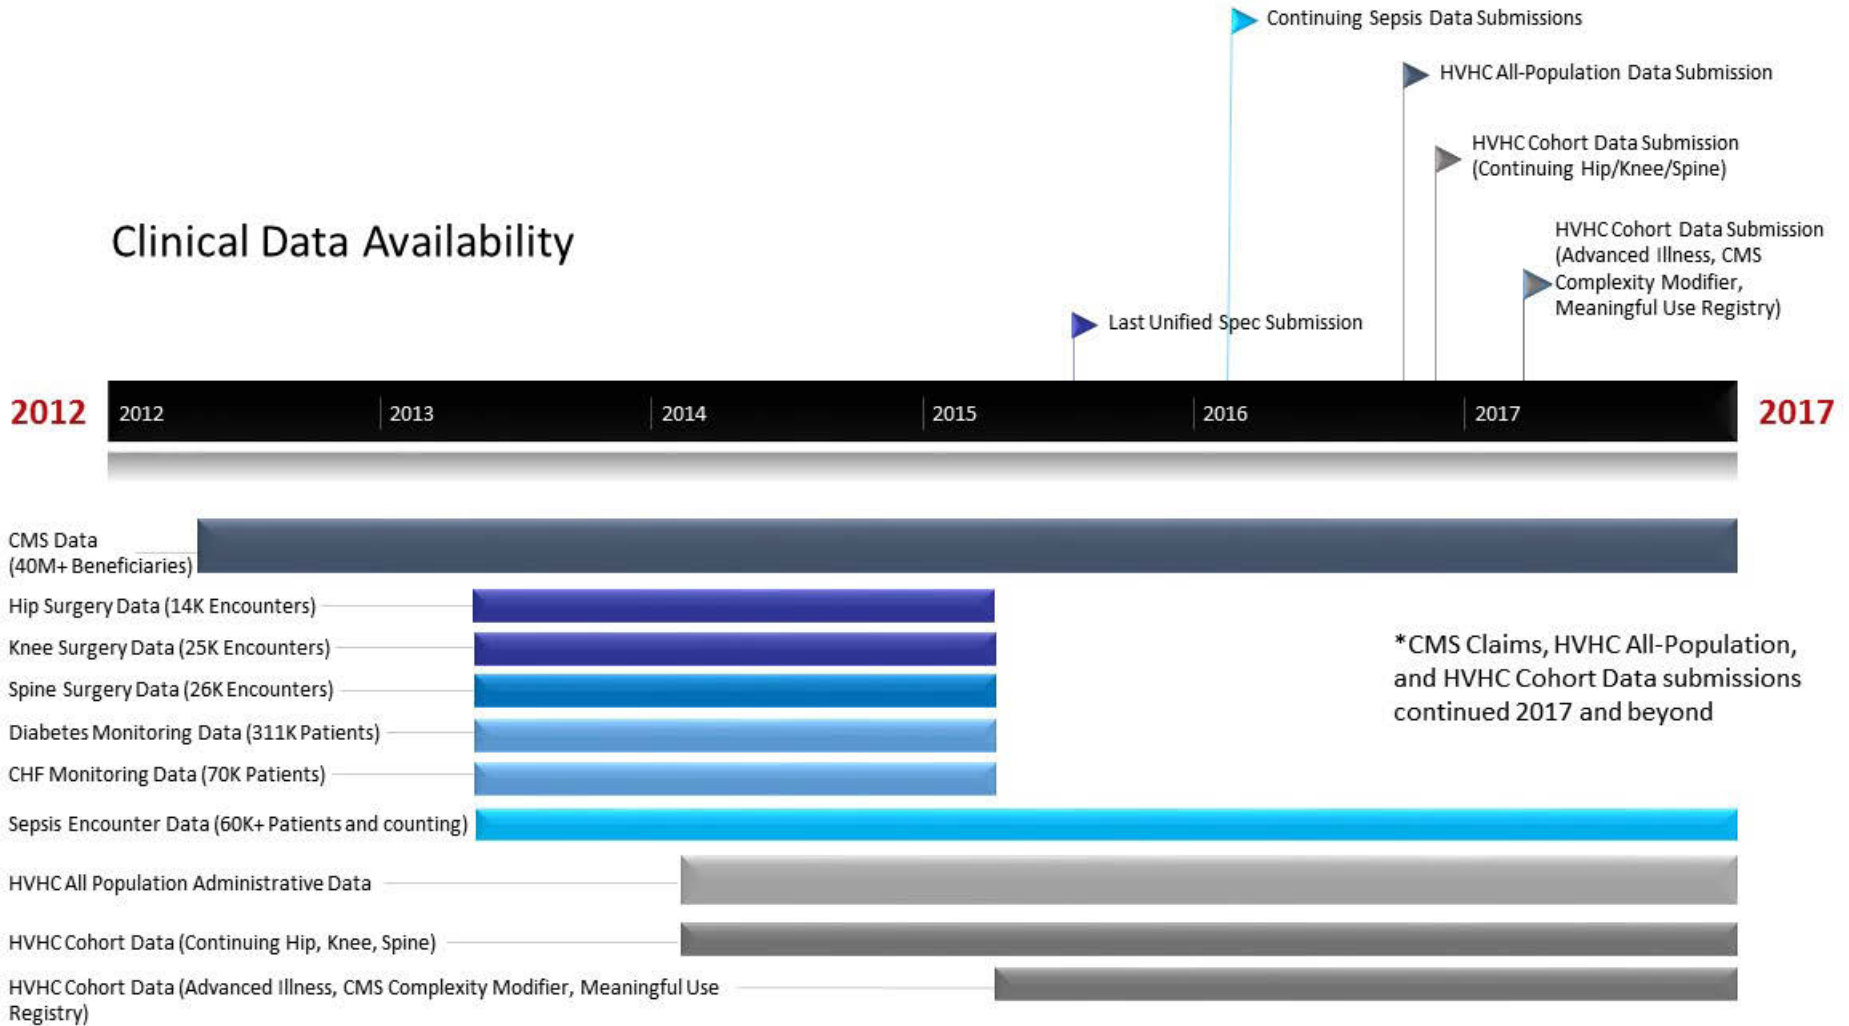 Continuing Sepsis Data Submissions
HVHC All-Population Data Submission
HVHC Cohort Data Submission
(Continuing Hip/Knee/Spine)
Clinical Data Availability
HVHC Cohort Data Submission
(Advanced Illness, CMS
Complexity Modifier,
Meaningful Use Registry)
Last Unified Spec Submission
2012 2012 2013 2014 2015 2016 2017 2017
CMS Data
(40M+ Beneficiaries)
Hip Surgery Data (14K Encounters)
Knee Surgery Data (25K Encounters)
Spine Surgery Data (26K Encounters)
Diabetes Monitoring Data (311K Patients)
CHF Monitoring Data (70K Patients)
Sepsis Encounter Data (60K+ Patients and counting)
HVHC All Population Administrative Data
HVHC Cohort Data (Continuing Hip, Knee, Spine)
HVHC Cohort Data (Advanced Illness, CMS Complexity Modifier, Meaningful Use
Registry)
*CMS Claims, HVHC All-Population,
and HVHC Cohort Data submissions
continued 2017 and beyond